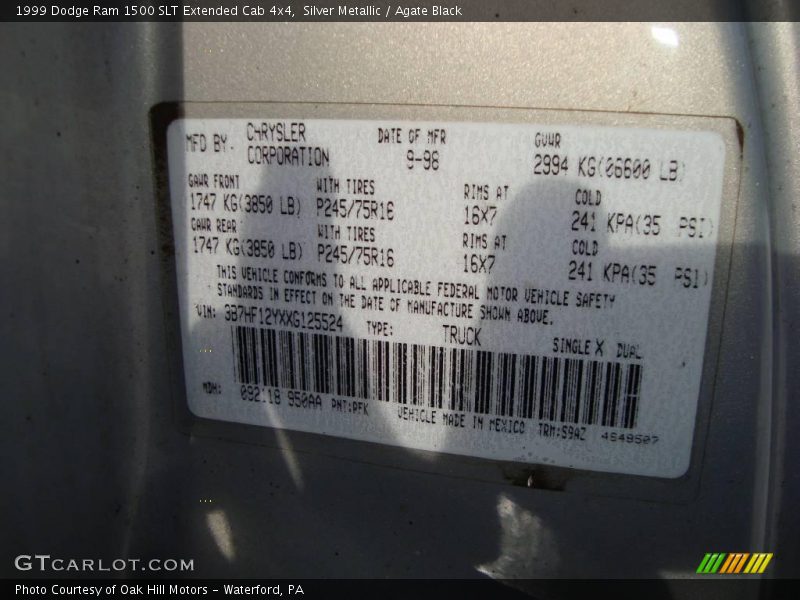 1999 Dodge Ram 1500 SLT Extended Cab 4x4,  Silver Metallic / Agate Black
MFD BY. CHRYSLER CORPORATION DATE OF MFR 9-98 GVWR 2994 KG(06600 LB)
GAWR FRONT WITH TIRES RIMS AT COLD
1747 KG(3850 LB) P245/75R16 16X7 241 KPA(35 PSI)
GAWR REAR WITH TIRES RIMS AT COLD
1747 KG(3850 LB) P245/75R16 16X7 241 KPA(35 PSI)
THIS VEHICLE CONFORMS TO ALL APPLICABLE FEDERAL MOTOR VEHICLE SAFETY
STANDARDS IN EFFECT ON THE DATE OF MANUFACTURE SHOWN ABOVE.
VIN: 3B7HF12YXXG125524 TYPE: TRUCK SINGLE X DUAL
MDH: 092118 950AA PNT:PFK VEHICLE MADE IN MEXICO TRM:S9AZ 4648507
GTCARLOT.COM
Photo Courtesy of Oak Hill Motors - Waterford, PA